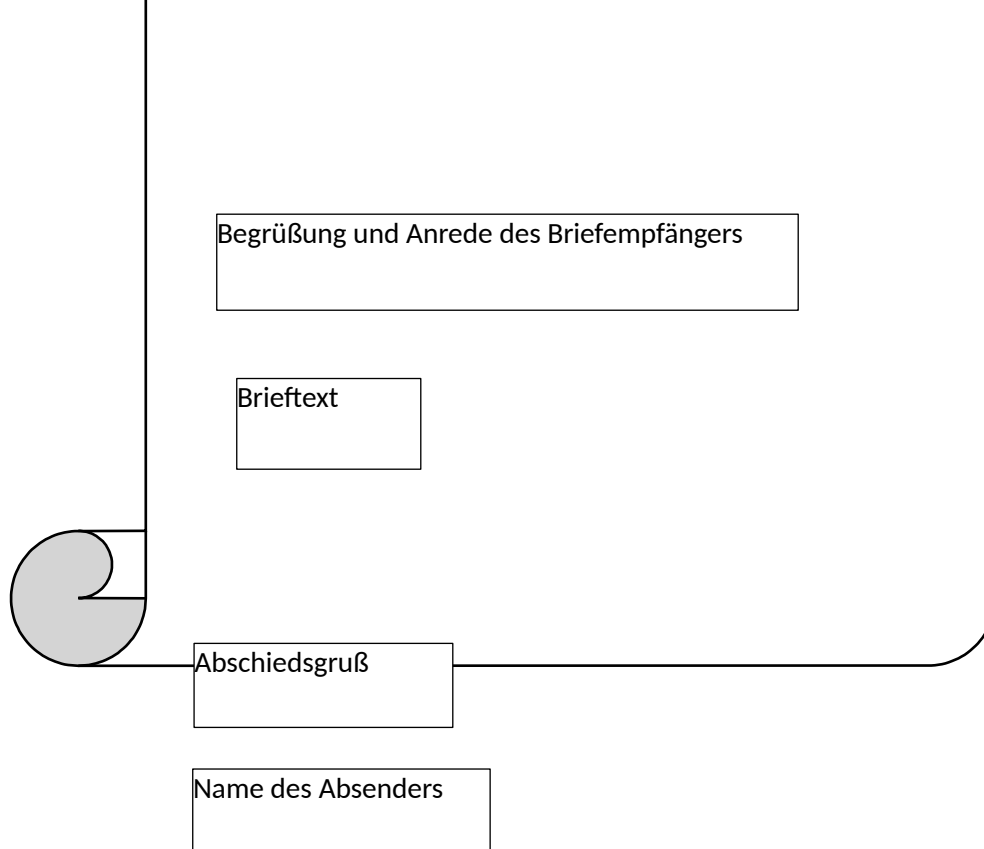 Begrüßung und Anrede des Briefempfängers
Brieftext
Abschiedsgruß
Name des Absenders